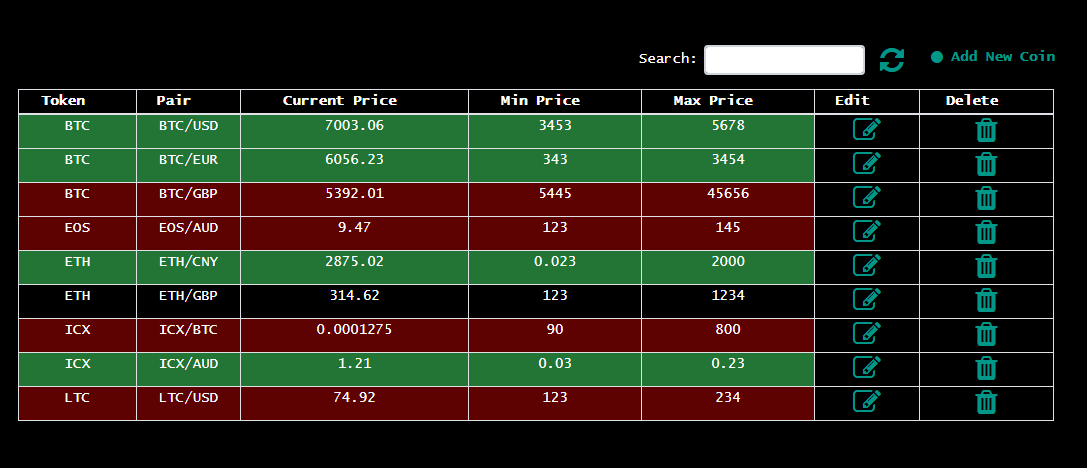 Search: Add New Coin
Token Pair Current Price Min Price Max Price Edit Delete
BTC BTC/USD 7003.06 3453 5678
BTC BTC/EUR 6056.23 343 3454
BTC BTC/GBP 5392.01 5445 45656
EOS EOS/AUD 9.47 123 145
ETH ETH/CNY 2875.02 0.023 2000
ETH ETH/GBP 314.62 123 1234
ICX ICX/BTC 0.0001275 90 800
ICX ICX/AUD 1.21 0.03 0.23
LTC LTC/USD 74.92 123 234